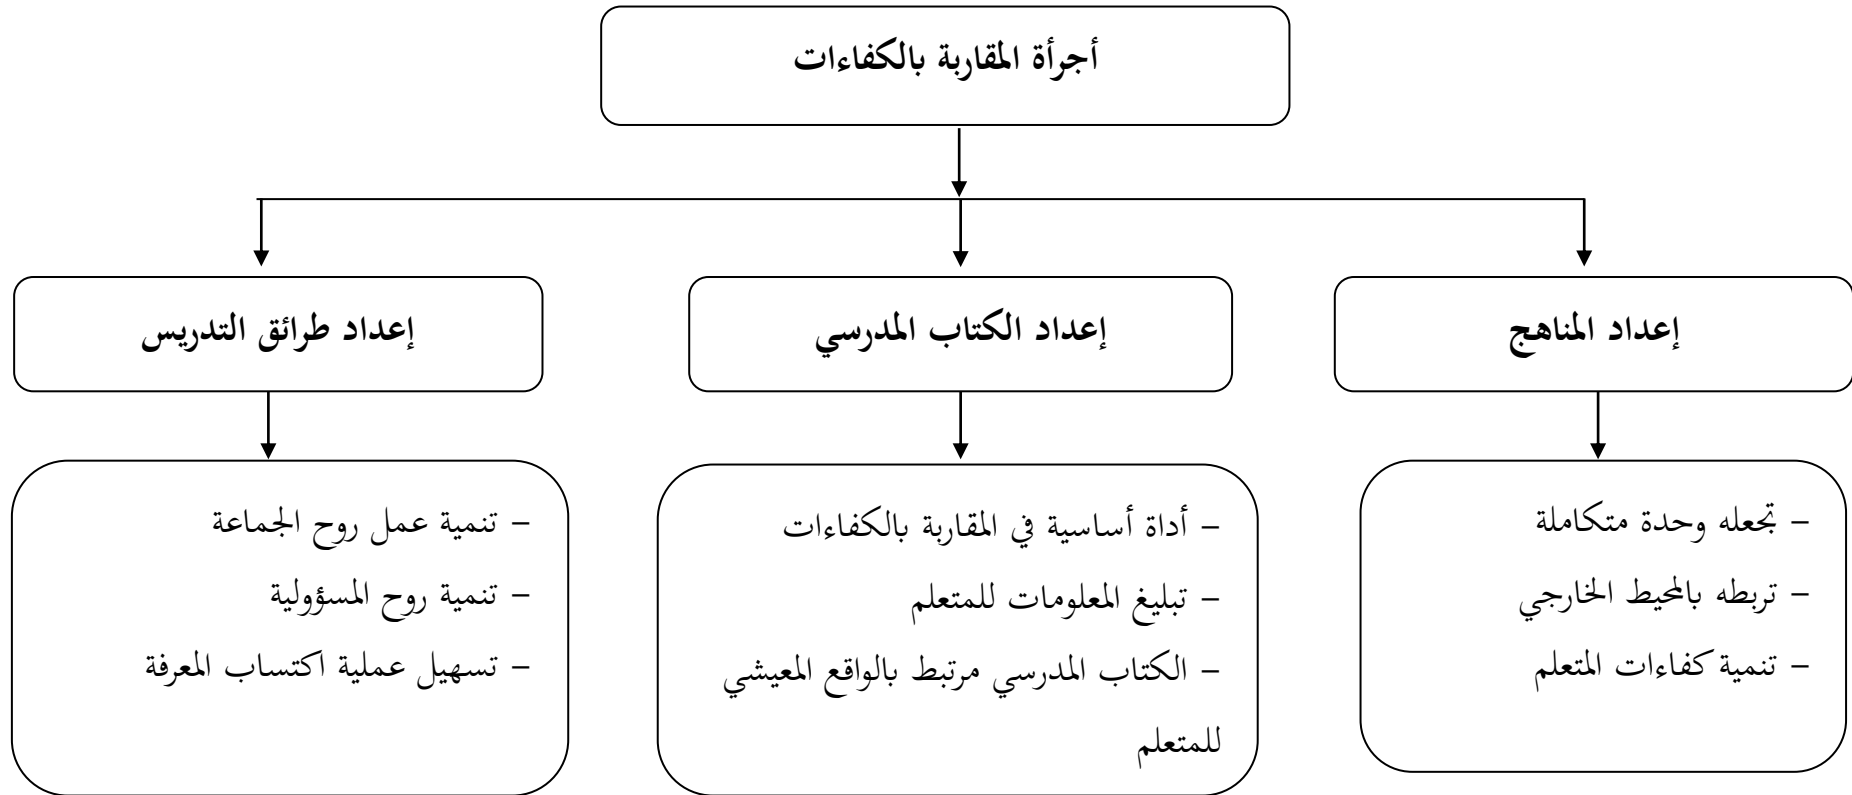 أجرأة المقاربة بالكفاءات
إعداد المناهج
إعداد الكتاب المدرسي
إعداد طرائق التدريس
– تجعله وحدة متكاملة
– تربطه بالمحيط الخارجي
– تنمية كفاءات المتعلم
– أداة أساسية في المقاربة بالكفاءات
– تبليغ المعلومات للمتعلم
– الكتاب المدرسي مرتبط بالواقع المعيشي
للمتعلم
– تنمية عمل روح الجماعة
– تنمية روح المسؤولية
– تسهيل عملية اكتساب المعرفة